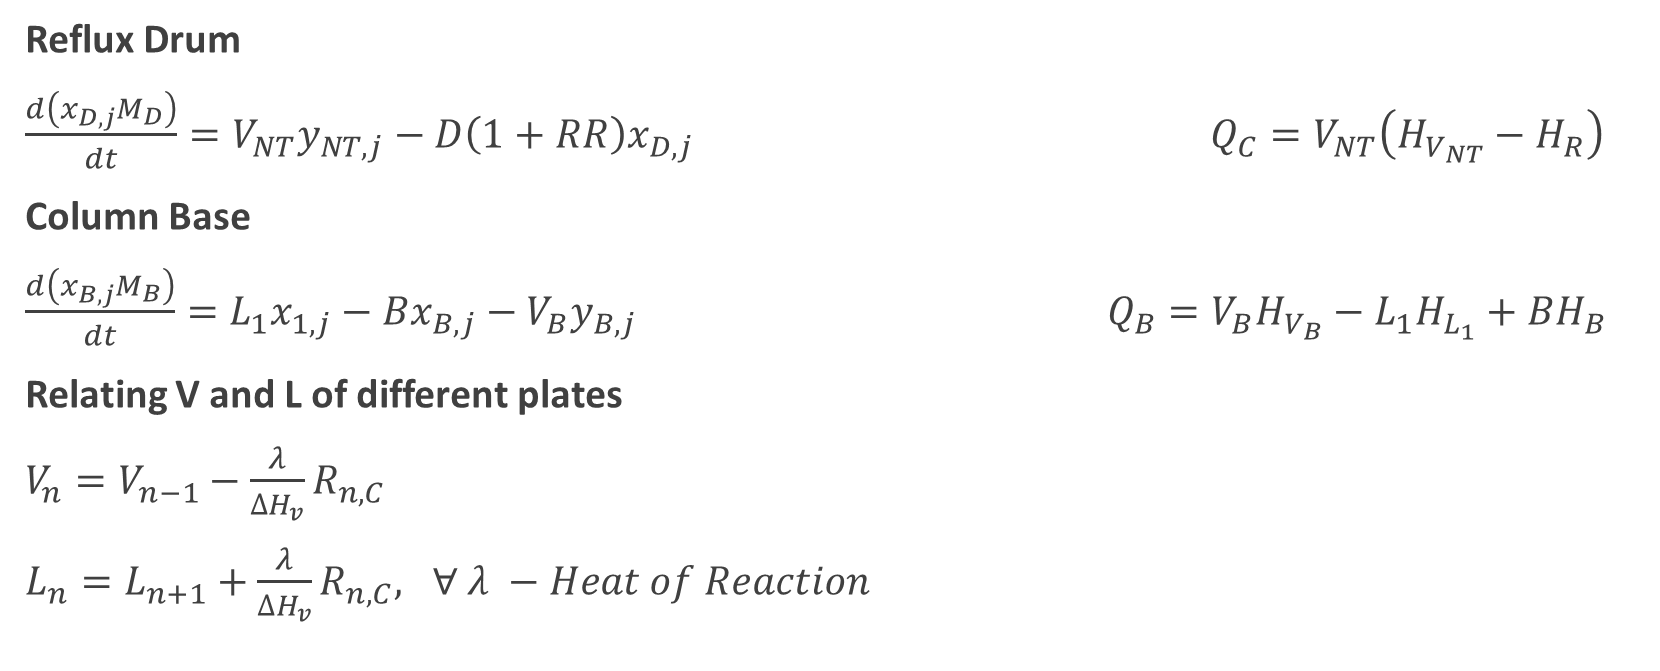 Reflux Drum
d(x_{D,j}M_D)/dt = V_{NT}y_{NT,j} − D(1 + RR)x_{D,j}    Q_C = V_{NT}(H_{V_{NT}} − H_R)
Column Base
d(x_{B,j}M_B)/dt = L_1x_{1,j} − Bx_{B,j} − V_By_{B,j}    Q_B = V_BH_{V_B} − L_1H_{L_1} + BH_B
Relating V and L of different plates
V_n = V_{n−1} − λ/ΔH_v R_{n,C}
L_n = L_{n+1} + λ/ΔH_v R_{n,C},  ∀ λ − Heat of Reaction